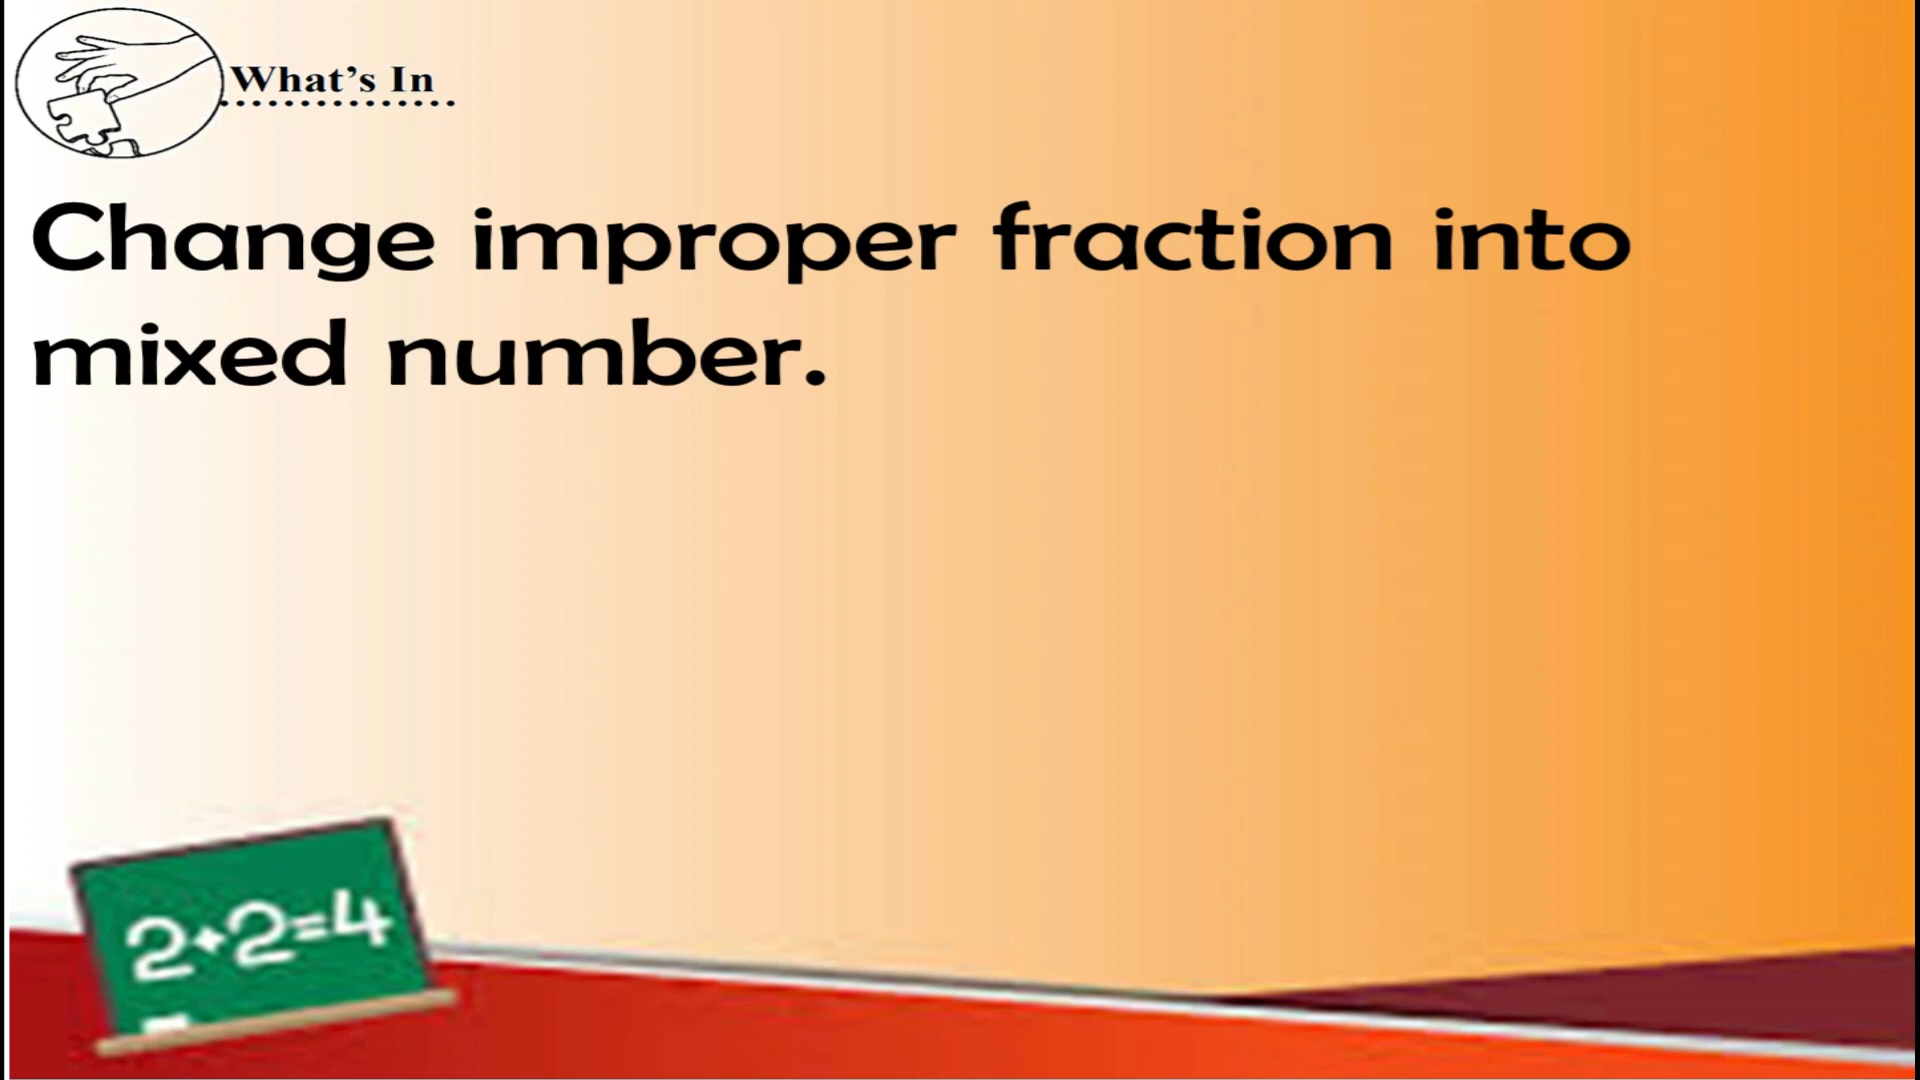 What's In
Change improper fraction into
mixed number.
2+2=4